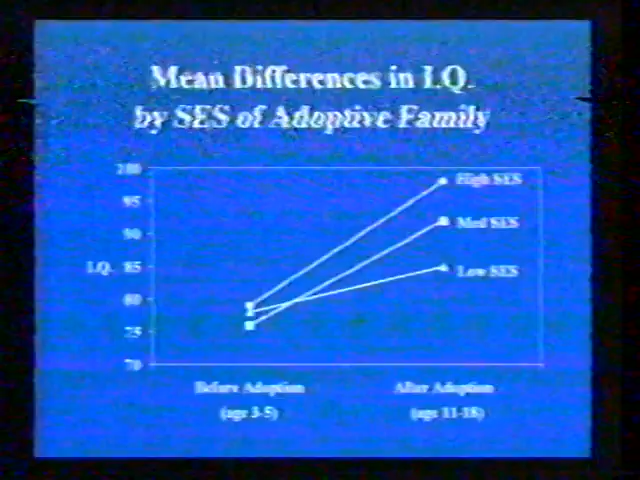 Mean Differences in I.Q.
by SES of Adoptive Family
100
High SES
95
Med SES
90
I.Q. 85
Low SES
80
75
70
Before Adoption After Adoption
(age 3-5) (age 11-18)